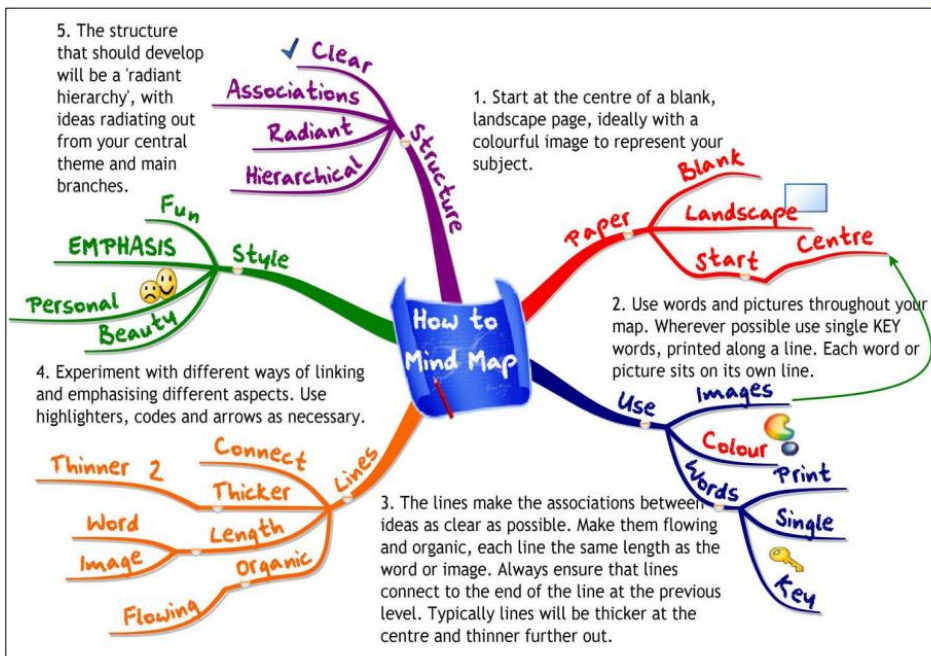 5. The structure
that should develop
will be a 'radiant
hierarchy', with
ideas radiating out
from your central
theme and main
branches.
Clear
Associations
Radiant
Hierarchical
Structure
1. Start at the centre of a blank,
landscape page, ideally with a
colourful image to represent your
subject.
Paper
Blank
Landscape
Start
Centre
Fun
EMPHASIS
Personal
Beauty
Style
How to
Mind Map
2. Use words and pictures throughout your
map. Wherever possible use single KEY
words, printed along a line. Each word or
picture sits on its own line.
Use
Images
Colour
Words
Print
Single
Key
4. Experiment with different ways of linking
and emphasising different aspects. Use
highlighters, codes and arrows as necessary.
Lines
Connect
Thinner 2
Thicker
Word
Length
Image
Organic
Flowing
3. The lines make the associations between
ideas as clear as possible. Make them flowing
and organic, each line the same length as the
word or image. Always ensure that lines
connect to the end of the line at the previous
level. Typically lines will be thicker at the
centre and thinner further out.